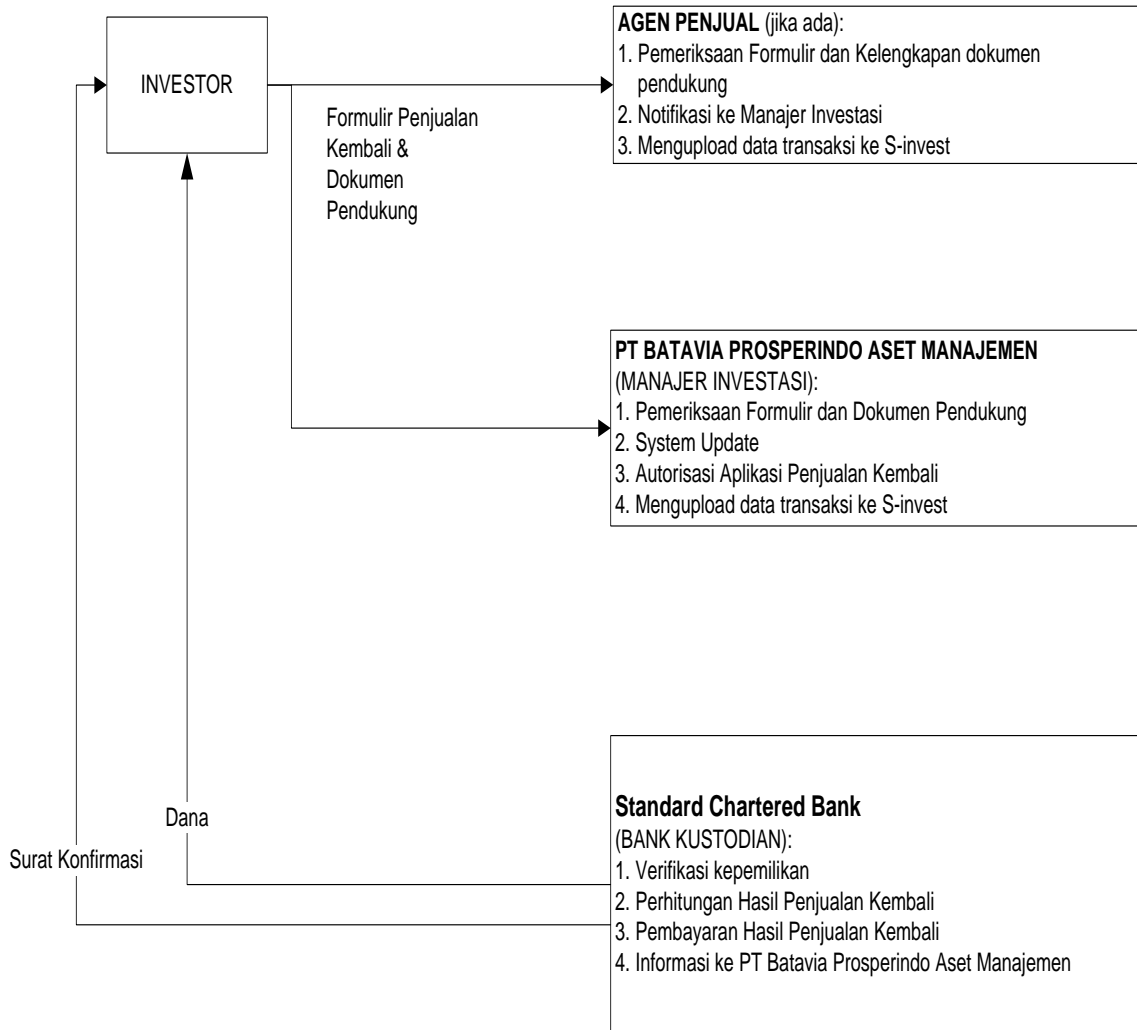 INVESTOR
Formulir Penjualan
Kembali &
Dokumen
Pendukung
AGEN PENJUAL (jika ada):
1. Pemeriksaan Formulir dan Kelengkapan dokumen
pendukung
2. Notifikasi ke Manajer Investasi
3. Mengupload data transaksi ke S-invest
PT BATAVIA PROSPERINDO ASET MANAJEMEN
(MANAJER INVESTASI):
1. Pemeriksaan Formulir dan Dokumen Pendukung
2. System Update
3. Autorisasi Aplikasi Penjualan Kembali
4. Mengupload data transaksi ke S-invest
Dana
Surat Konfirmasi
Standard Chartered Bank
(BANK KUSTODIAN):
1. Verifikasi kepemilikan
2. Perhitungan Hasil Penjualan Kembali
3. Pembayaran Hasil Penjualan Kembali
4. Informasi ke PT Batavia Prosperindo Aset Manajemen